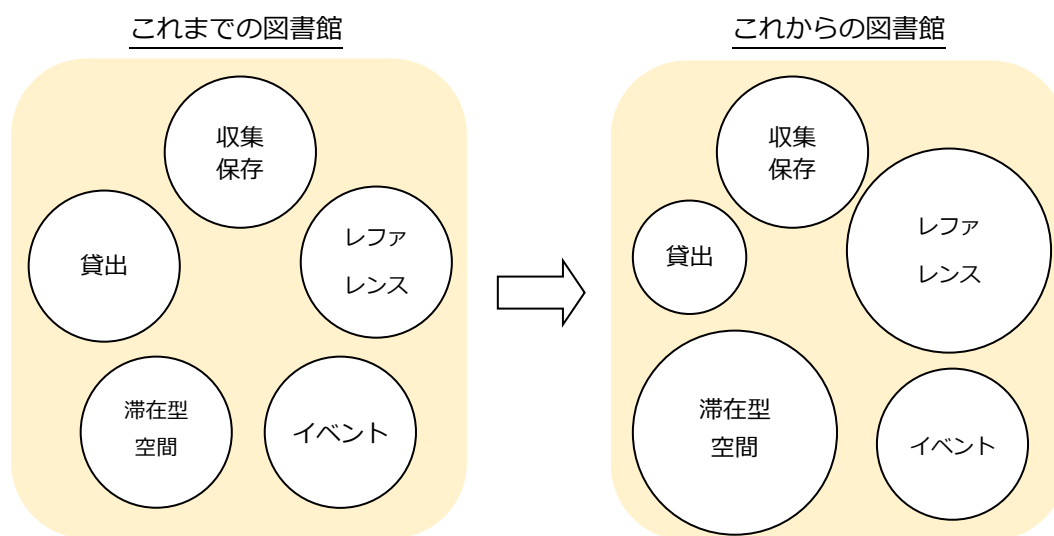 これまでの図書館
収集
保存
貸出
レファ
レンス
滞在型
空間
イベント
これからの図書館
収集
保存
貸出
レファ
レンス
滞在型
空間
イベント